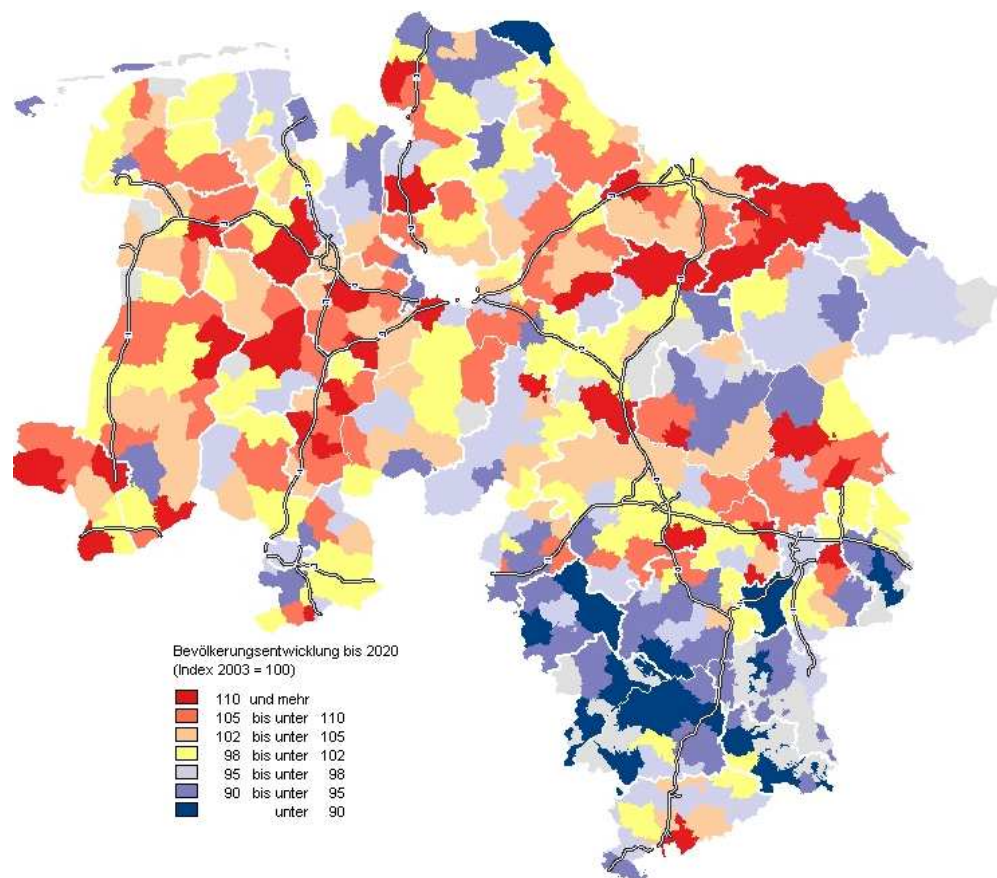 Bevölkerungsentwicklung bis 2020
(Index 2003 = 100)
110 und mehr
105 bis unter 110
102 bis unter 105
98 bis unter 102
95 bis unter 98
90 bis unter 95
unter 90